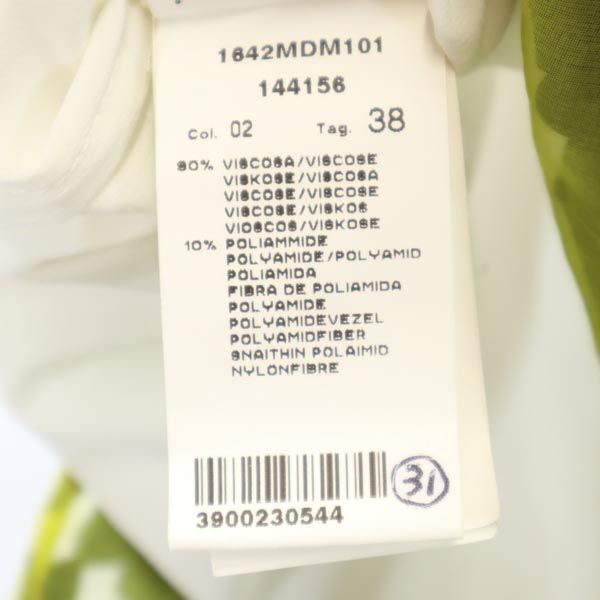 1642MDM101
144156
Col. 02 Tag. 38
90% VISCOSA/VISCOSE
VISKOSE/VISCOSA
VISCOSE/VISCOSE
VISCOSE/VISKOS
VIOSCOS/VISKOSE
10% POLIAMMIDE
POLYAMIDE/POLYAMID
POLIAMIDA
FIBRA DE POLIAMIDA
POLYAMIDE
POLYAMIDEVEZEL
POLYAMIDFIBER
SNAITHIN POLAIMID
NYLONFIBRE
31
3900230544